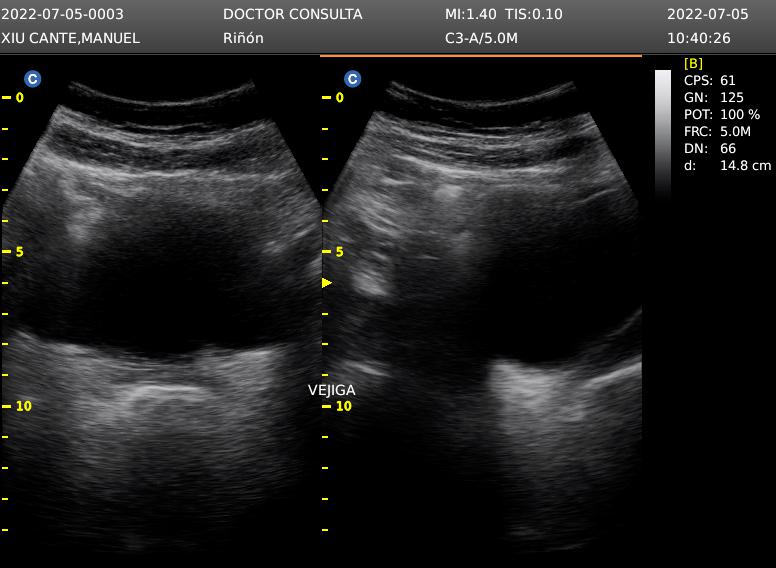 2022-07-05-0003 DOCTOR CONSULTA MI:1.40 TIS:0.10 2022-07-05
XIU CANTE,MANUEL Riñón C3-A/5.0M 10:40:26
C C
[B]
0 0
CPS: 61
GN: 125
POT: 100 %
FRC: 5.0M
DN: 66
d: 14.8 cm
5 5
VEJIGA
10 10